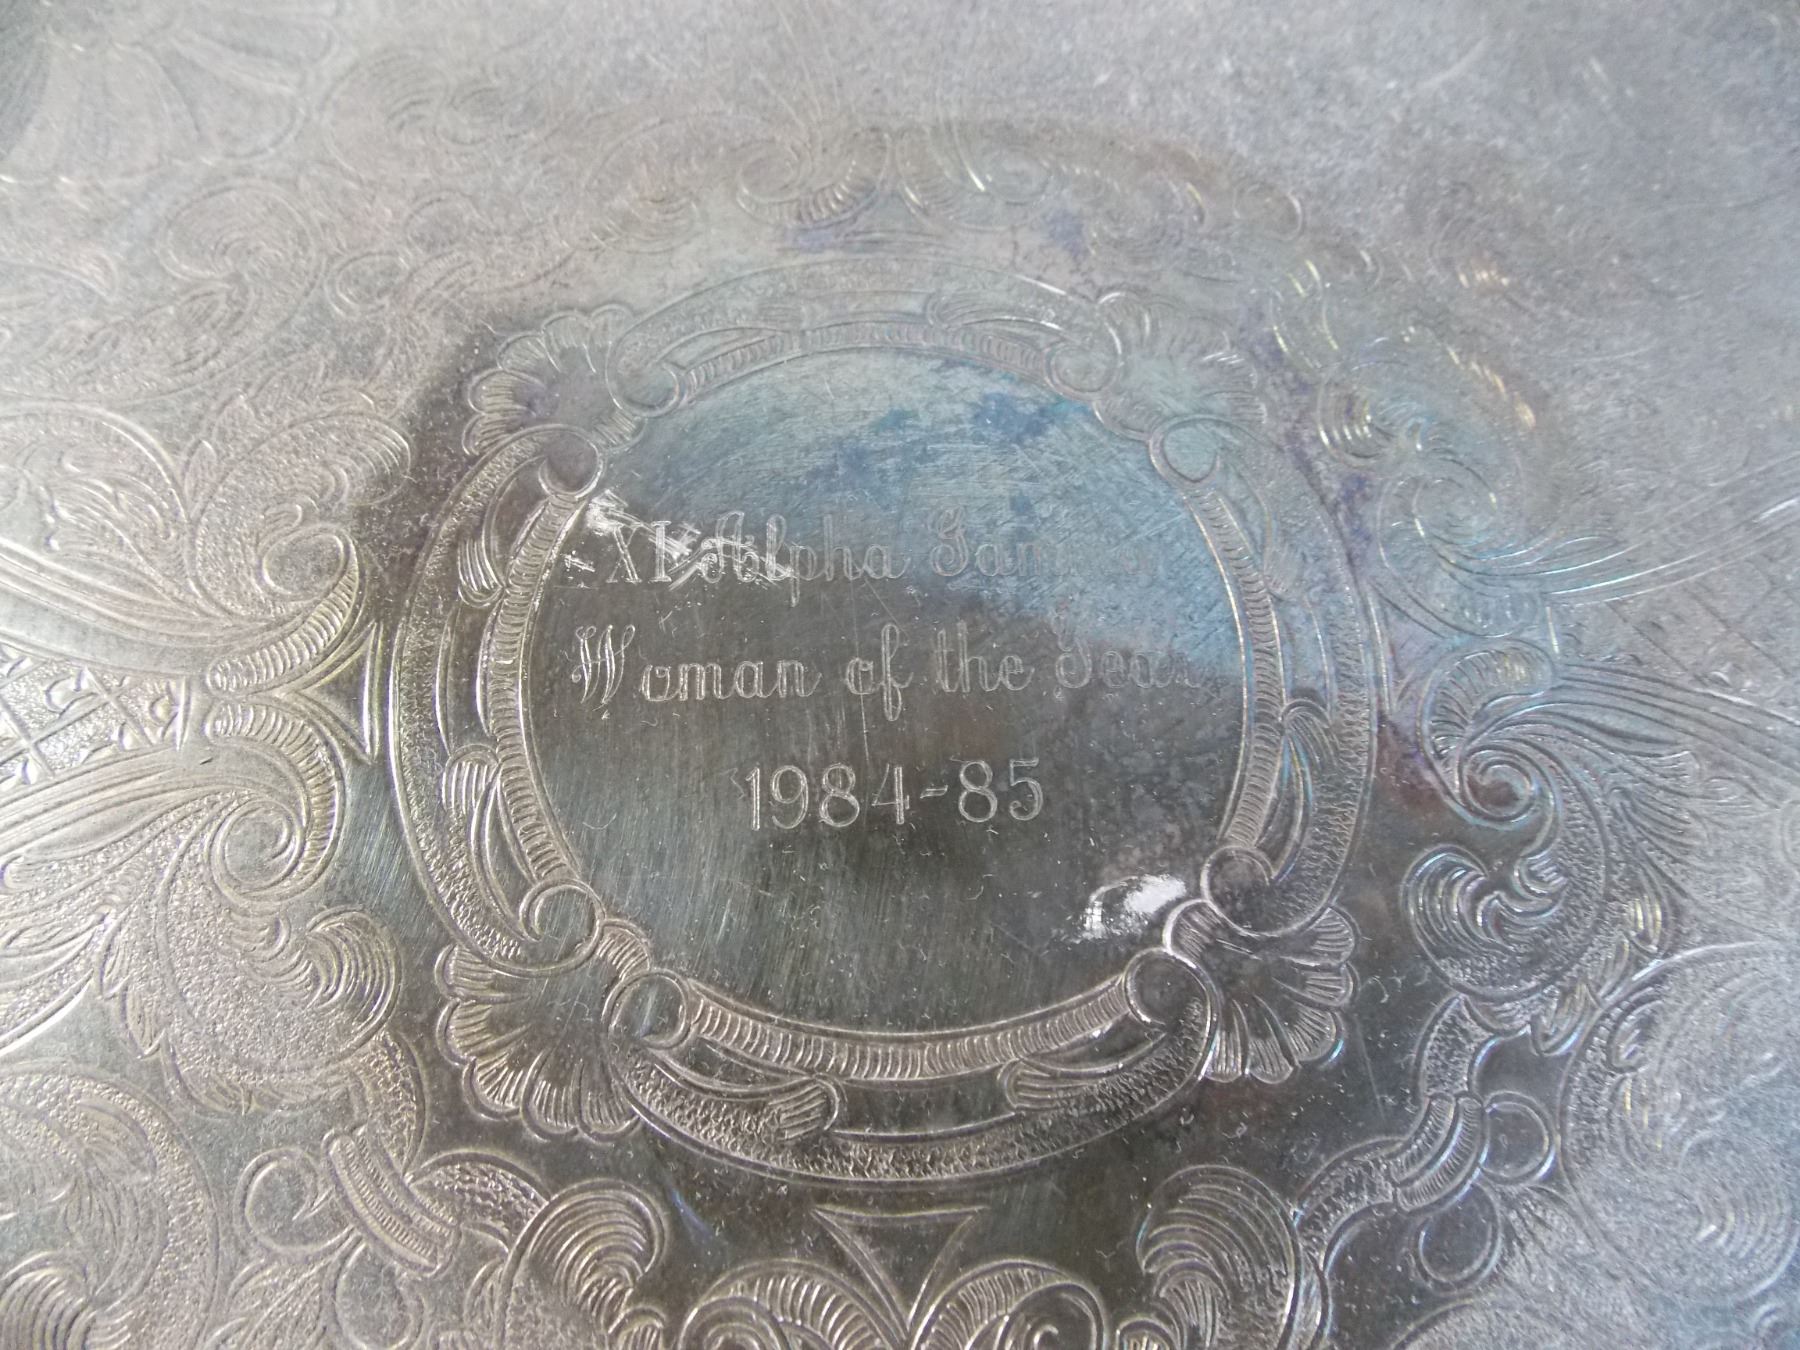 XI Alpha Gamma
Woman of the Year
1984-85